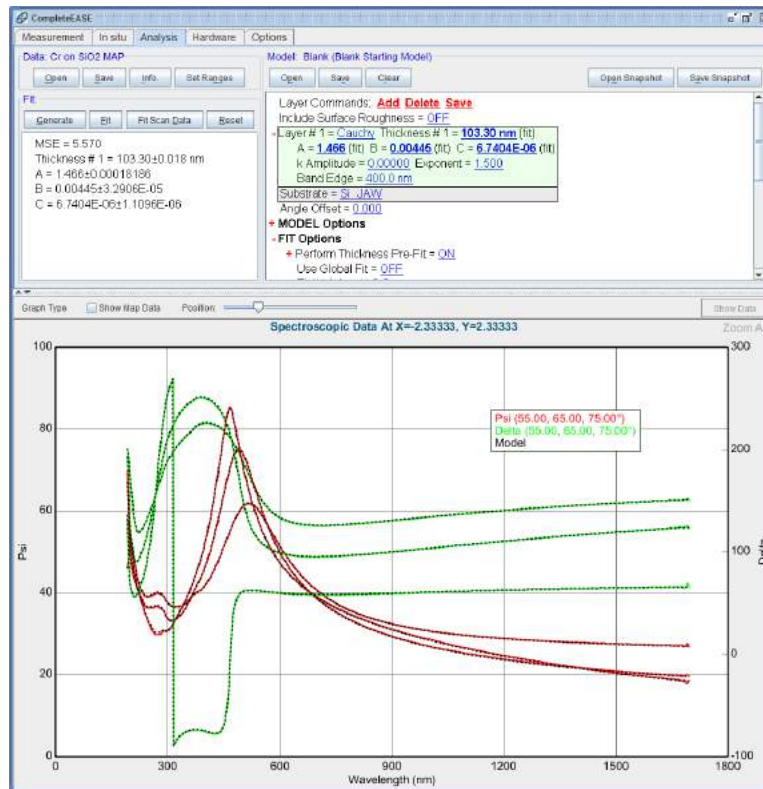 CompleteEASE
Measurement In situ Analysis Hardware Options
Data: Cr on SiO2 MAP
Open Save Info. Set Ranges
Model: Blank (Blank Starting Model)
Open Save Clear Open Snapshot Save Snapshot
Fit:
Generate Fit Fit Scan Data Reset
MSE = 5.570
Thickness # 1 = 103.30±0.018 nm
A = 1.466±0.00018186
B = 0.00445±3.2906E-05
C = 6.7404E-06±1.1096E-06
Layer Commands: Add Delete Save
Include Surface Roughness = OFF
-Layer # 1 = Cauchy Thickness # 1 = 103.30 nm (fit)
A = 1.466 (fit) B = 0.00445 (fit) C = 6.7404E-06 (fit)
k Amplitude = 0.00000 Exponent = 1.500
Band Edge = 400.0 nm
Substrate = Si_JAW
Angle Offset = 0.000
+ MODEL Options
- FIT Options
+ Perform Thickness Pre-Fit = ON
Use Global Fit = OFF
Graph Type Show Map Data Position: Show Data
Spectroscopic Data At X=-2.33333, Y=2.33333
Zoom A
100
80
60
40
20
0
Psi
300
200
100
0
-100
Delta
Psi (55.00, 65.00, 75.00°)
Delta (55.00, 65.00, 75.00°)
Model
0 300 600 900 1200 1500 1800
Wavelength (nm)